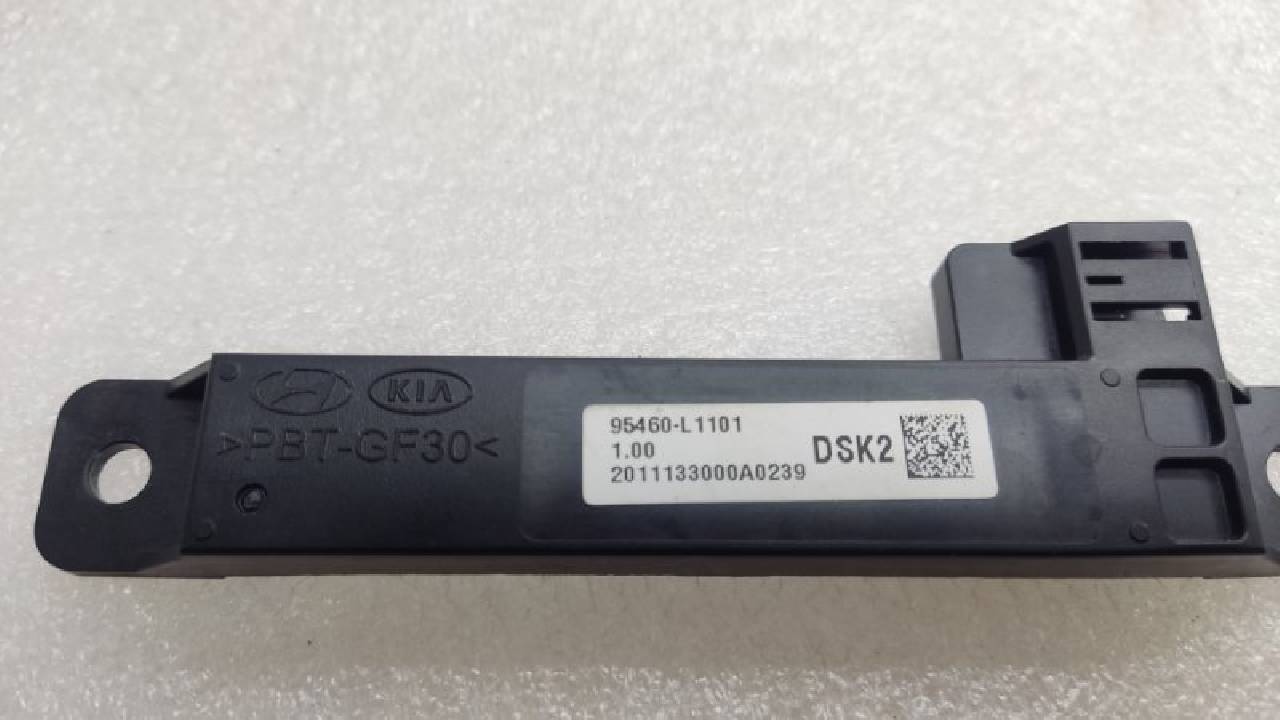 KIA
>PBT-GF30<
95460-L1101
1.00
2011133000A0239
DSK2